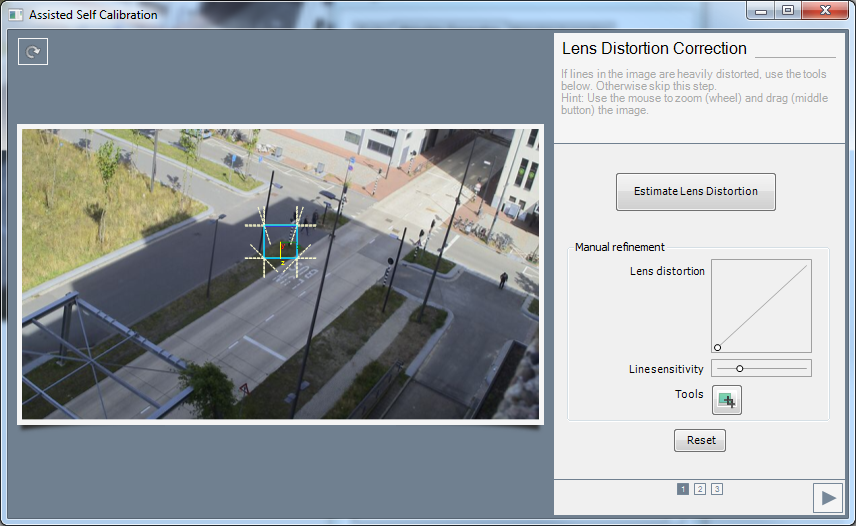 Assisted Self Calibration
Lens Distortion Correction
If lines in the image are heavily distorted, use the tools
below. Otherwise skip this step.
Hint: Use the mouse to zoom (wheel) and drag (middle
button) the image.
Estimate Lens Distortion
Manual refinement
Lens distortion
Linesensitivity
Tools
Reset
1 2 3